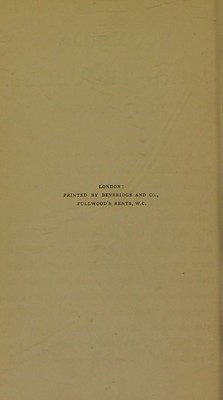 LONDON:
PRINTED BY BEVERIDGE AND CO.,
FULLWOOD'S RENTS, W.C.